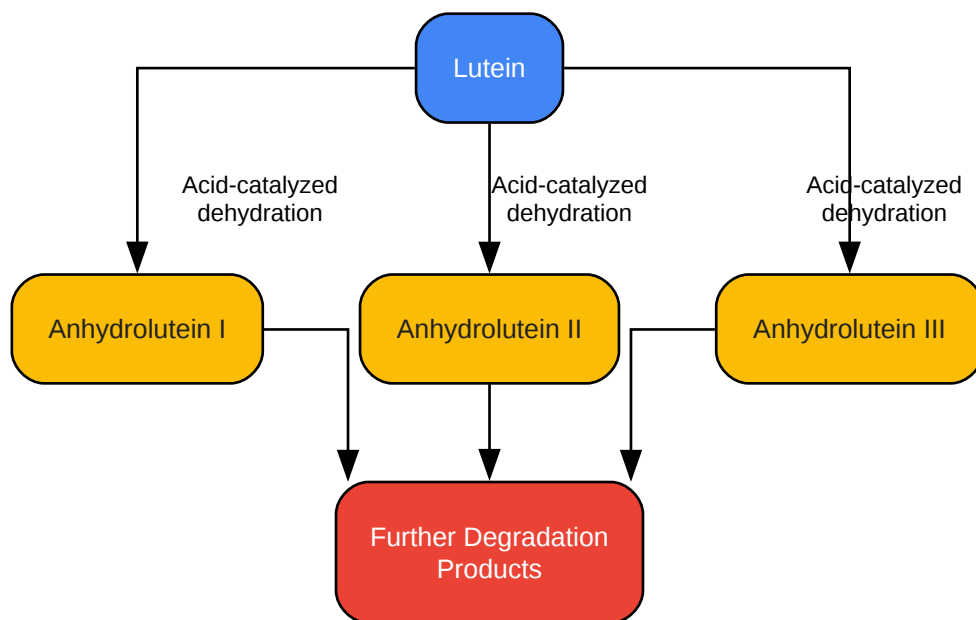 Lutein
Acid-catalyzed
dehydration
Acid-catalyzed
dehydration
Acid-catalyzed
dehydration
Anhydrolutein I
Anhydrolutein II
Anhydrolutein III
Further Degradation
Products